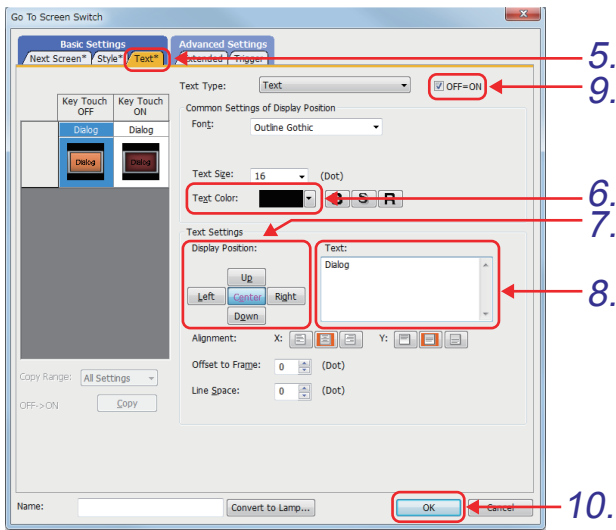 Go To Screen Switch
Basic Settings Advanced Settings
Next Screen* Style* Text* Extended Trigger
5.
Text Type: Text OFF=ON
9.
Key Touch OFF Key Touch ON
Common Settings of Display Position
Font: Outline Gothic
Dialog Dialog
Dialog Dialog
Text Size: 16 (Dot)
Text Color: B S R
6.
7.
Text Settings
Display Position: Text:
Dialog
Up
Left Center Right
Down
8.
Alignment: X: Y:
Offset to Frame: 0 (Dot)
Copy Range: All Settings
Line Space: 0 (Dot)
OFF->ON Copy
Name: Convert to Lamp... OK Cancel
10.